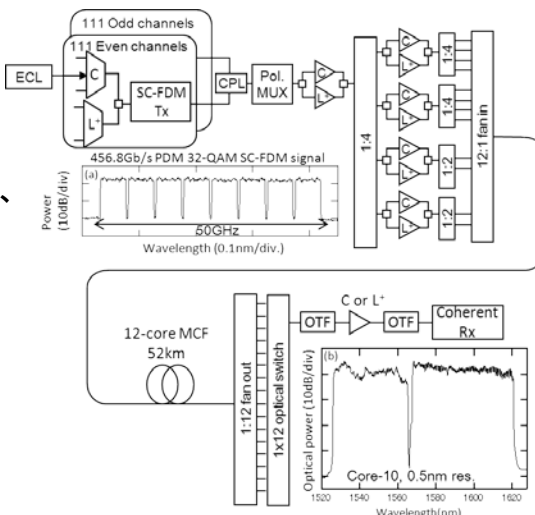 111 Odd channels
111 Even channels
ECL
C
L+
SC-FDM
Tx
CPL
Pol.
MUX
C
L+
1:4
C
L+
1:4
C
L+
1:4
C
L+
1:2
C
L+
1:2
12:1 fan in
456.8Gb/s PDM 32-QAM SC-FDM signal
(a)
Power
(10dB/div)
50GHz
Wavelength (0.1nm/div.)
12-core MCF
52km
1:12 fan out
1x12 optical switch
OTF
C or L+
OTF
Coherent
Rx
(b)
Optical power (10dB/div)
Core-10, 0.5nm res.
1520 1540 1560 1580 1600 1620
Wavelength(nm)